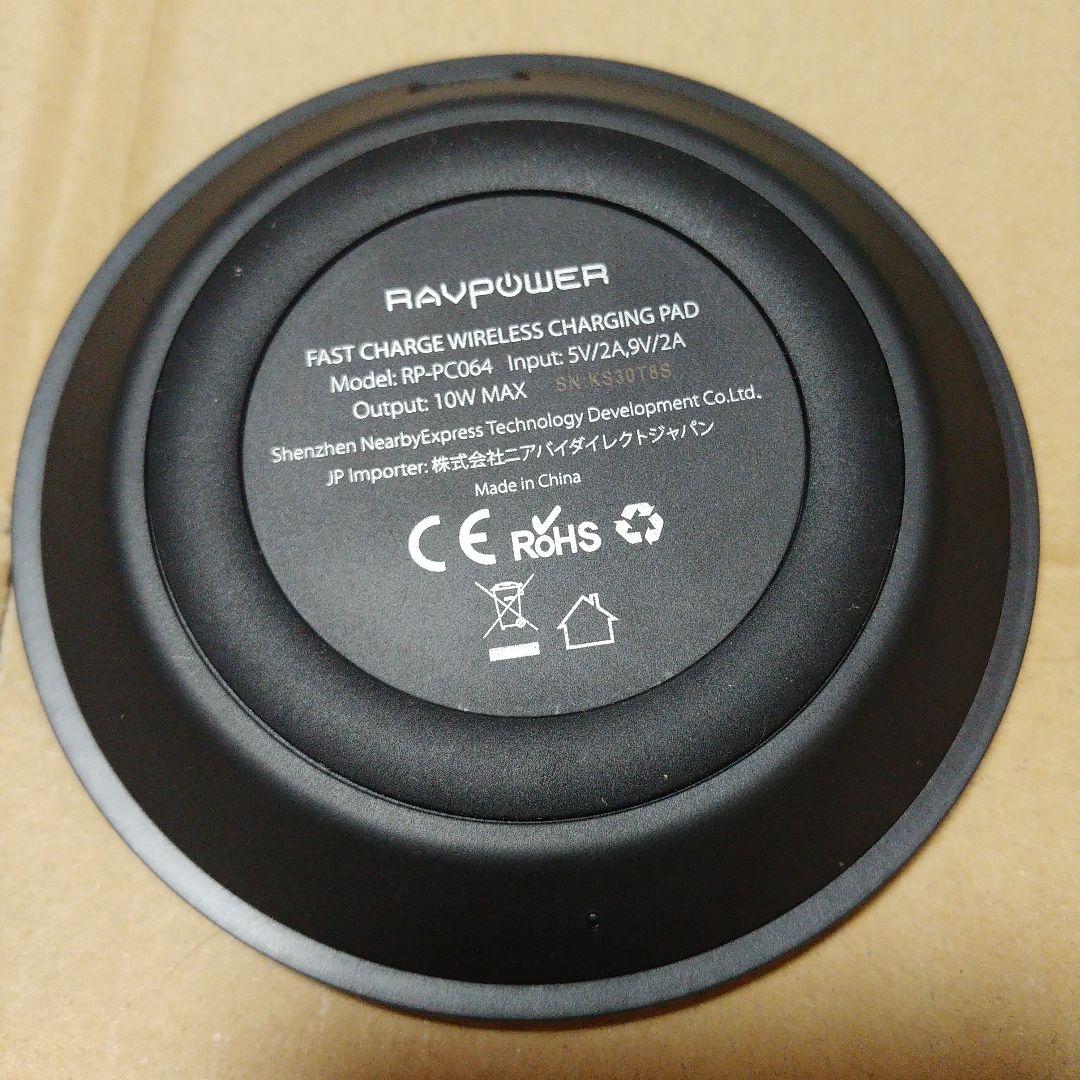 RAVPOWER
FAST CHARGE WIRELESS CHARGING PAD
Model: RP-PC064 Input: 5V/2A,9V/2A
Output: 10W MAX SN KS30T8S
Shenzhen NearbyExpress Technology Development Co.Ltd.
JP Importer: 株式会社ニアバイダイレクトジャパン
Made in China
CE RoHS